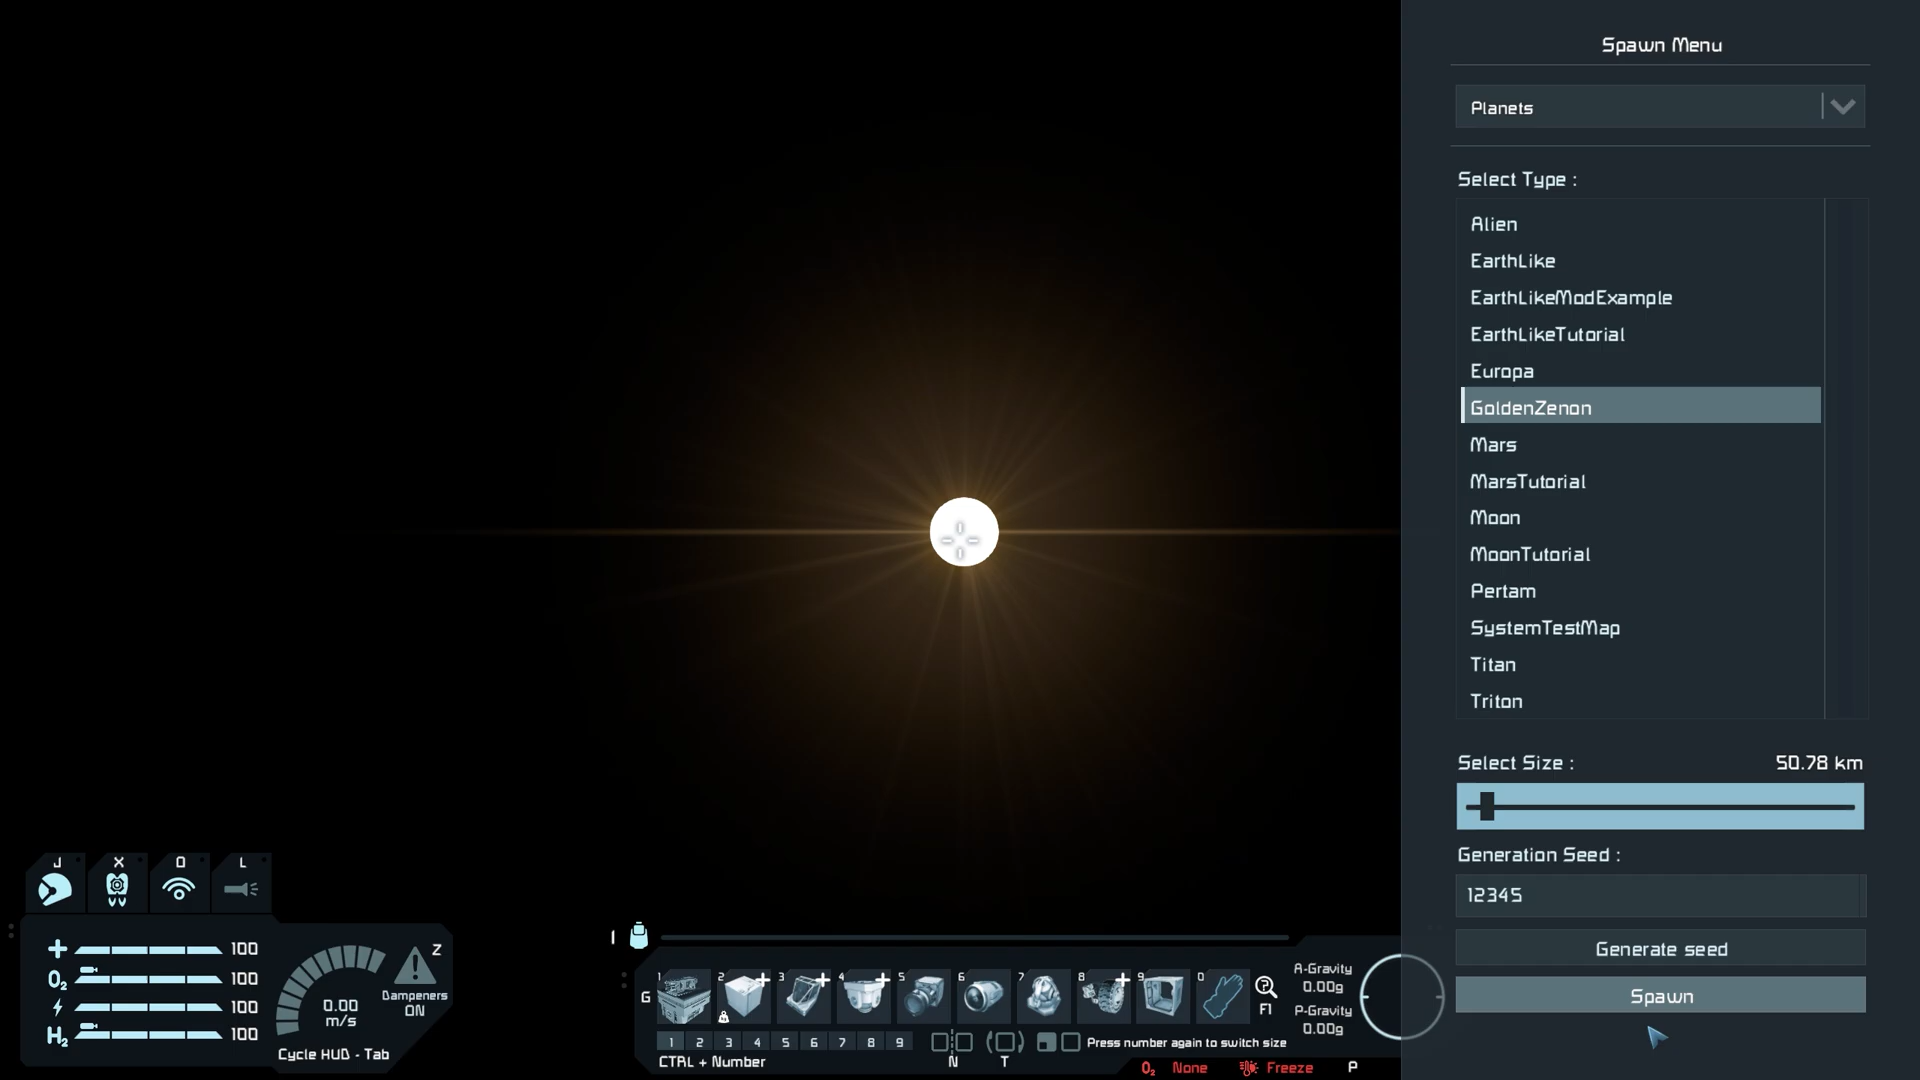 Spawn Menu
Planets
Select Type :
Alien
EarthLike
EarthLikeModExample
EarthLikeTutorial
Europa
GoldenZenon
Mars
MarsTutorial
Moon
MoonTutorial
Pertam
SystemTestMap
Titan
Triton
Select Size : 50.78 km
Generation Seed :
12345
Generate seed
Spawn
J X O L
100
O₂ 100
100
H₂ 100
0.00
m/s
Z
Dampeners
ON
Cycle HUD - Tab
1
G
1 2 3 4 5 6 7 8 9 0
F1
A-Gravity
0.00g
P-Gravity
0.00g
1 2 3 4 5 6 7 8 9
CTRL + Number
N T
Press number again to switch size
O₂ None Freeze P